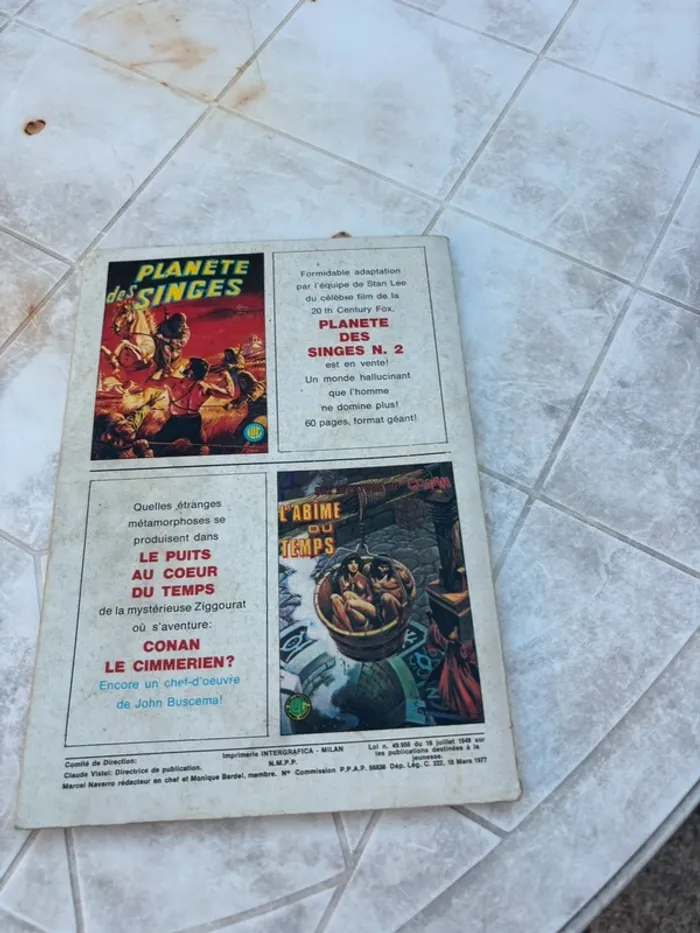 PLANETE
des SINGES
LUG
Formidable adaptation
par l'équipe de Stan Lee
du célèbre film de la
20 th Century Fox,
PLANETE
DES
SINGES N. 2
est en vente!
Un monde hallucinant
que l'homme
ne domine plus!
60 pages, format géant!
Quelles étranges
métamorphoses se
produisent dans
LE PUITS
AU COEUR
DU TEMPS
de la mystérieuse Ziggourat
où s'aventure:
CONAN
LE CIMMERIEN?
Encore un chef-d'oeuvre
de John Buscema!
CONAN
L'ABIME
DU
TEMPS
LUG
Comité de Direction:
Claude Vistel: Directrice de publication.
Imprimerie INTERGRAFICA - MILAN
N.M.P.P.
Loi n. 49.956 du 16 juillet 1949 sur
les publications destinées à la
jeunesse.
Marcel Navarro rédacteur en chef et Monique Bardel, membre. N° Commission P.P.A.P. 56836 Dép. Lég. C. 222, 10 Mars 1977